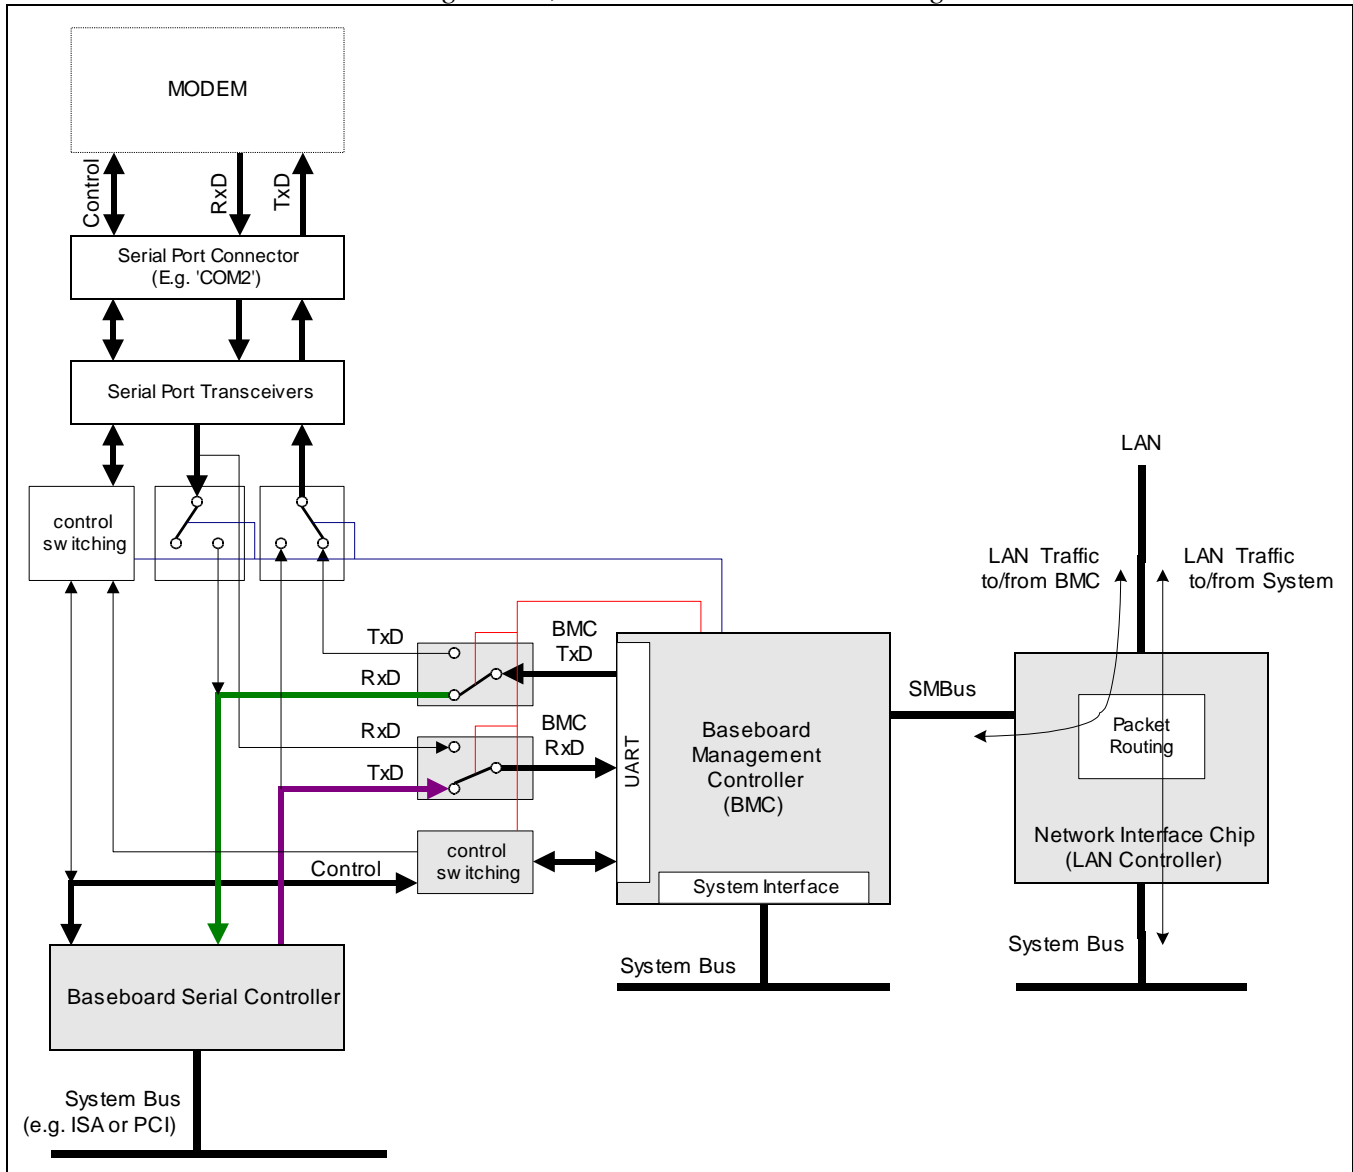 MODEM
Control
RxD
TxD
Serial Port Connector
(E.g. 'COM2')
Serial Port Transceivers
control
switching
LAN
LAN Traffic
to/from BMC
LAN Traffic
to/from System
TxD
RxD
BMC
TxD
RxD
TxD
BMC
RxD
UART
Baseboard
Management
Controller
(BMC)
SMBus
Packet
Routing
Network Interface Chip
(LAN Controller)
control
switching
Control
System Interface
System Bus
System Bus
Baseboard Serial Controller
System Bus
(e.g. ISA or PCI)